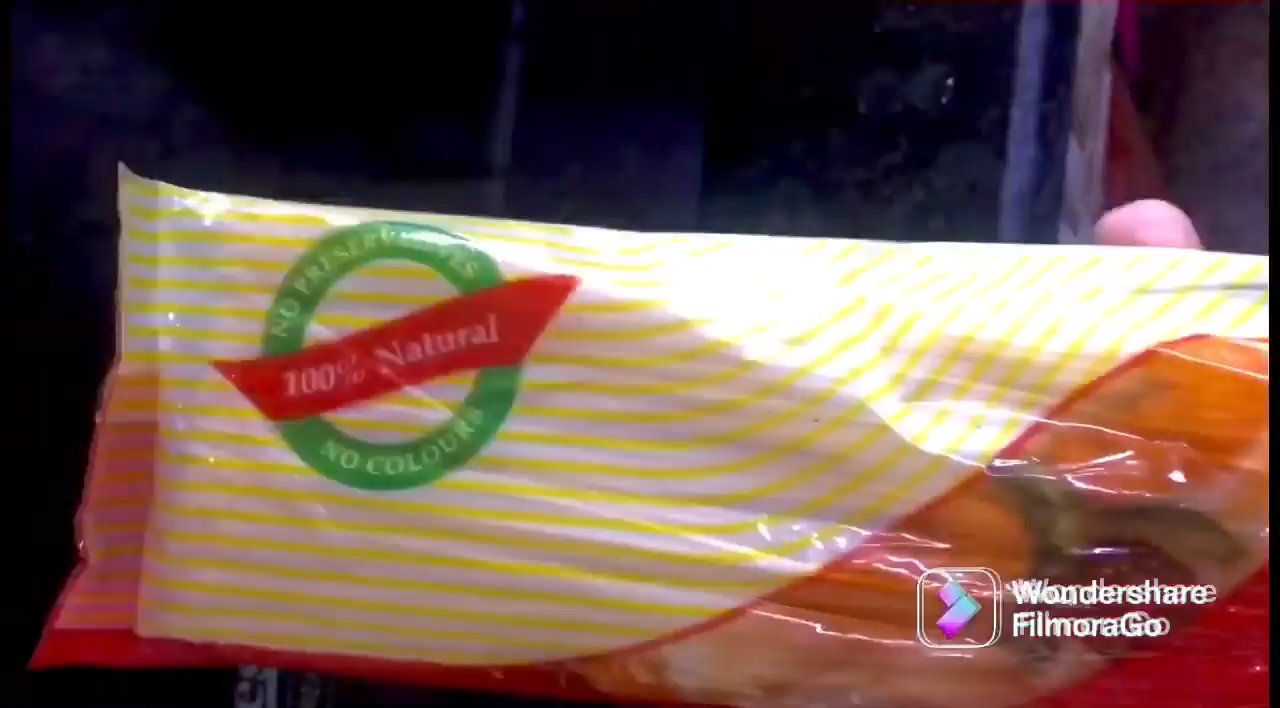 NO PRESERVATIVES
100% Natural
NO COLOURS
Wondershare
FilmoraGo